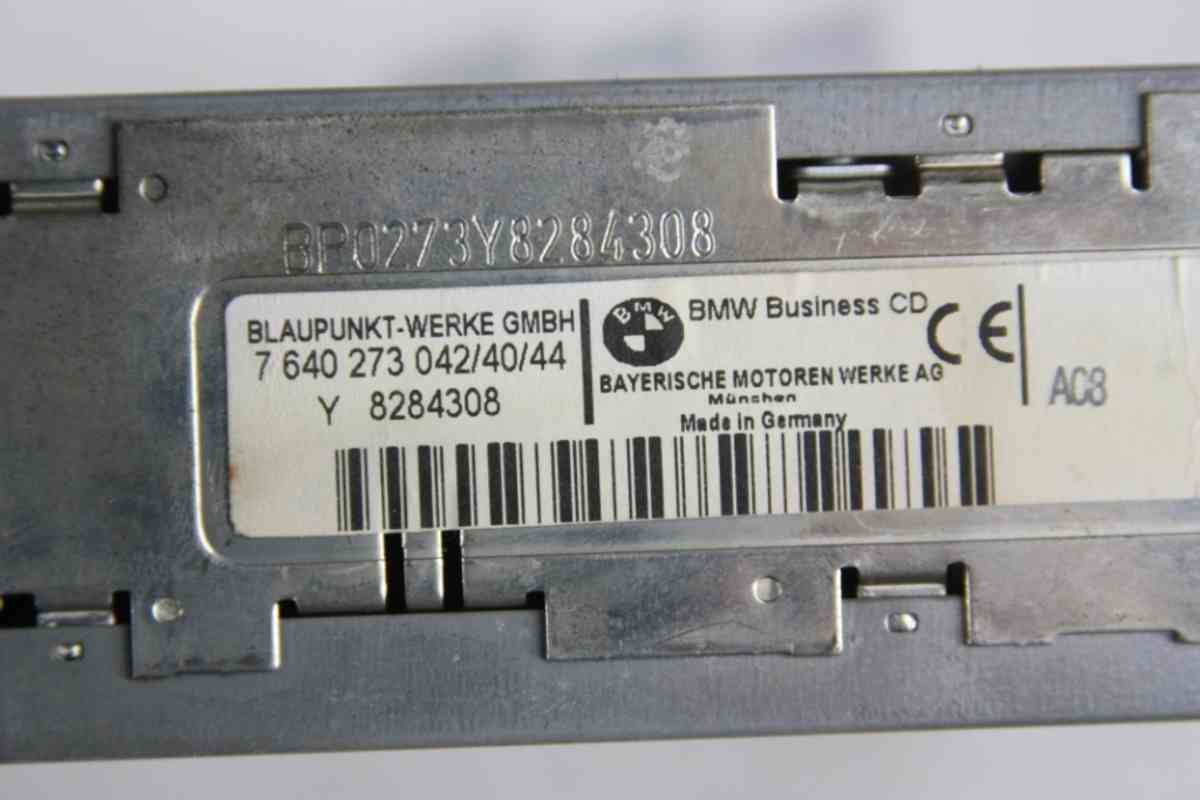 BP0273Y8284308
BLAUPUNKT-WERKE GMBH
7 640 273 042/40/44
Y 8284308
BMW
BMW Business CD
CE
BAYERISCHE MOTOREN WERKE AG
München
Made in Germany
AC8